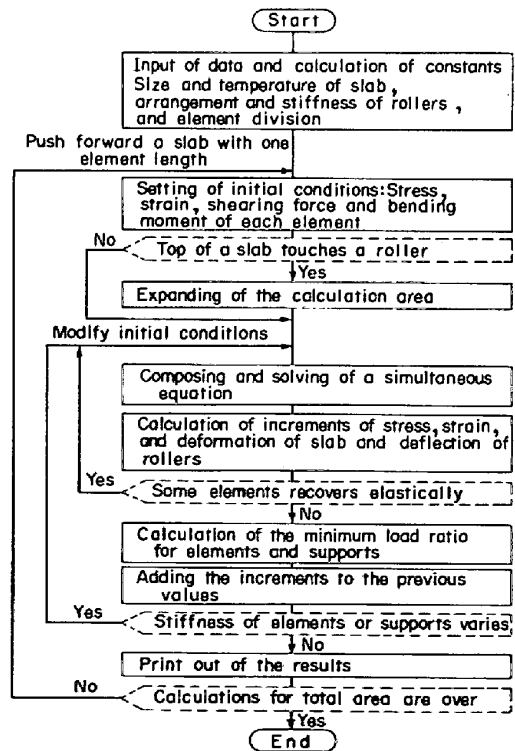 Start
Input of data and calculation of constants
Size and temperature of slab,
arrangement and stiffness of rollers,
and element division
Push forward a slab with one
element length
Setting of initial conditions:Stress,
strain, shearing force and bending
moment of each element
No
Top of a slab touches a roller
Yes
Expanding of the calculation area
Modify initial conditions
Composing and solving of a simultaneous
equation
Calculation of increments of stress, strain,
and deformation of slab and deflection of
rollers
Yes
Some elements recovers elastically
No
Calculation of the minimum load ratio
for elements and supports
Adding the increments to the previous
values
Yes
Stiffness of elements or supports varies
No
Print out of the results
No
Calculations for total area are over
Yes
End